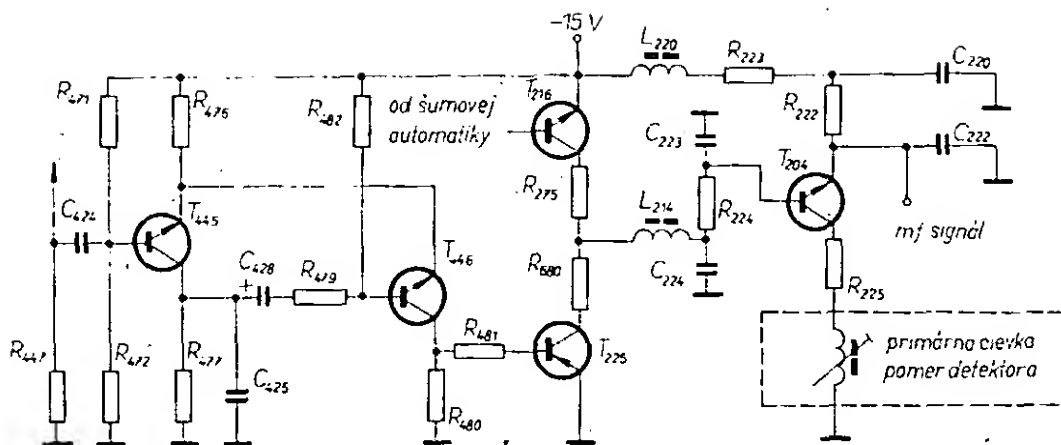 −15 V
L220
R223
C220
R471
R476
R482
od šumovej
automatiky
T216
R222
C222
C223
T204
R275
L214
R224
mf signál
C424
T445
C428
R479
T446
R680
C224
R225
R481
T225
primárna cievka
pomer detektora
R447
R472
R477
C425
R480